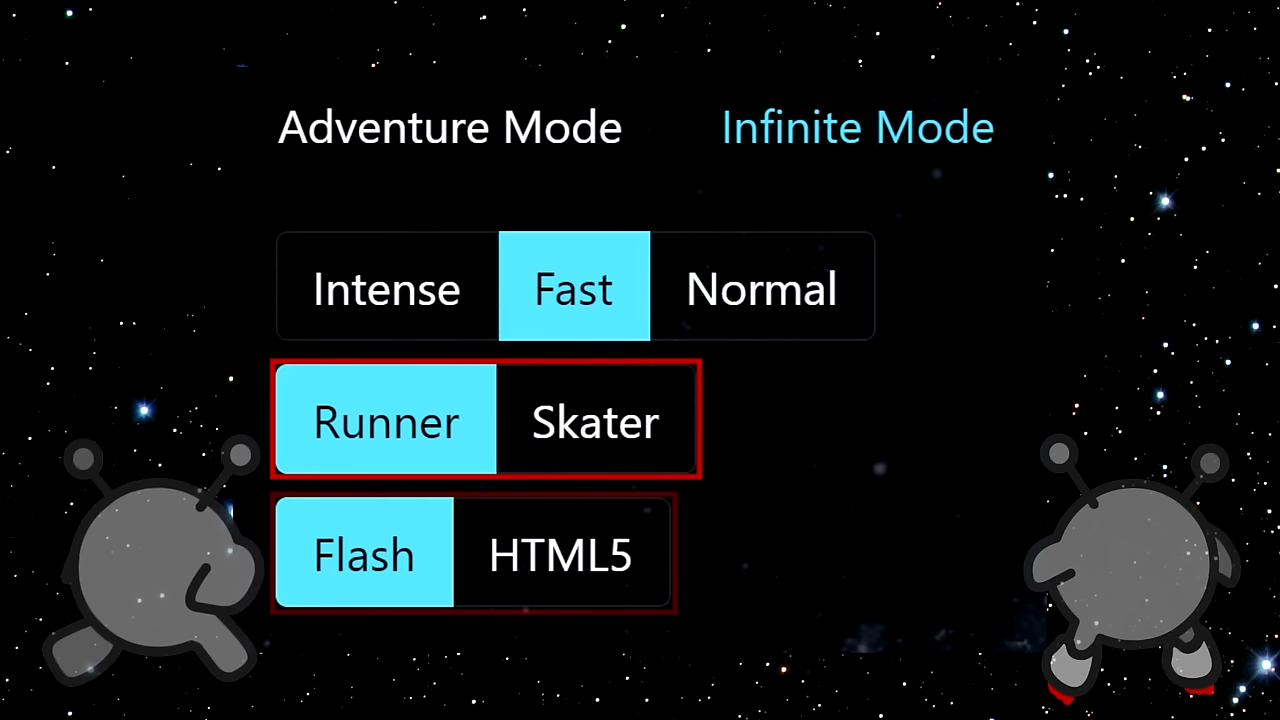 Adventure Mode Infinite Mode
Intense Fast Normal
Runner Skater
Flash HTML5